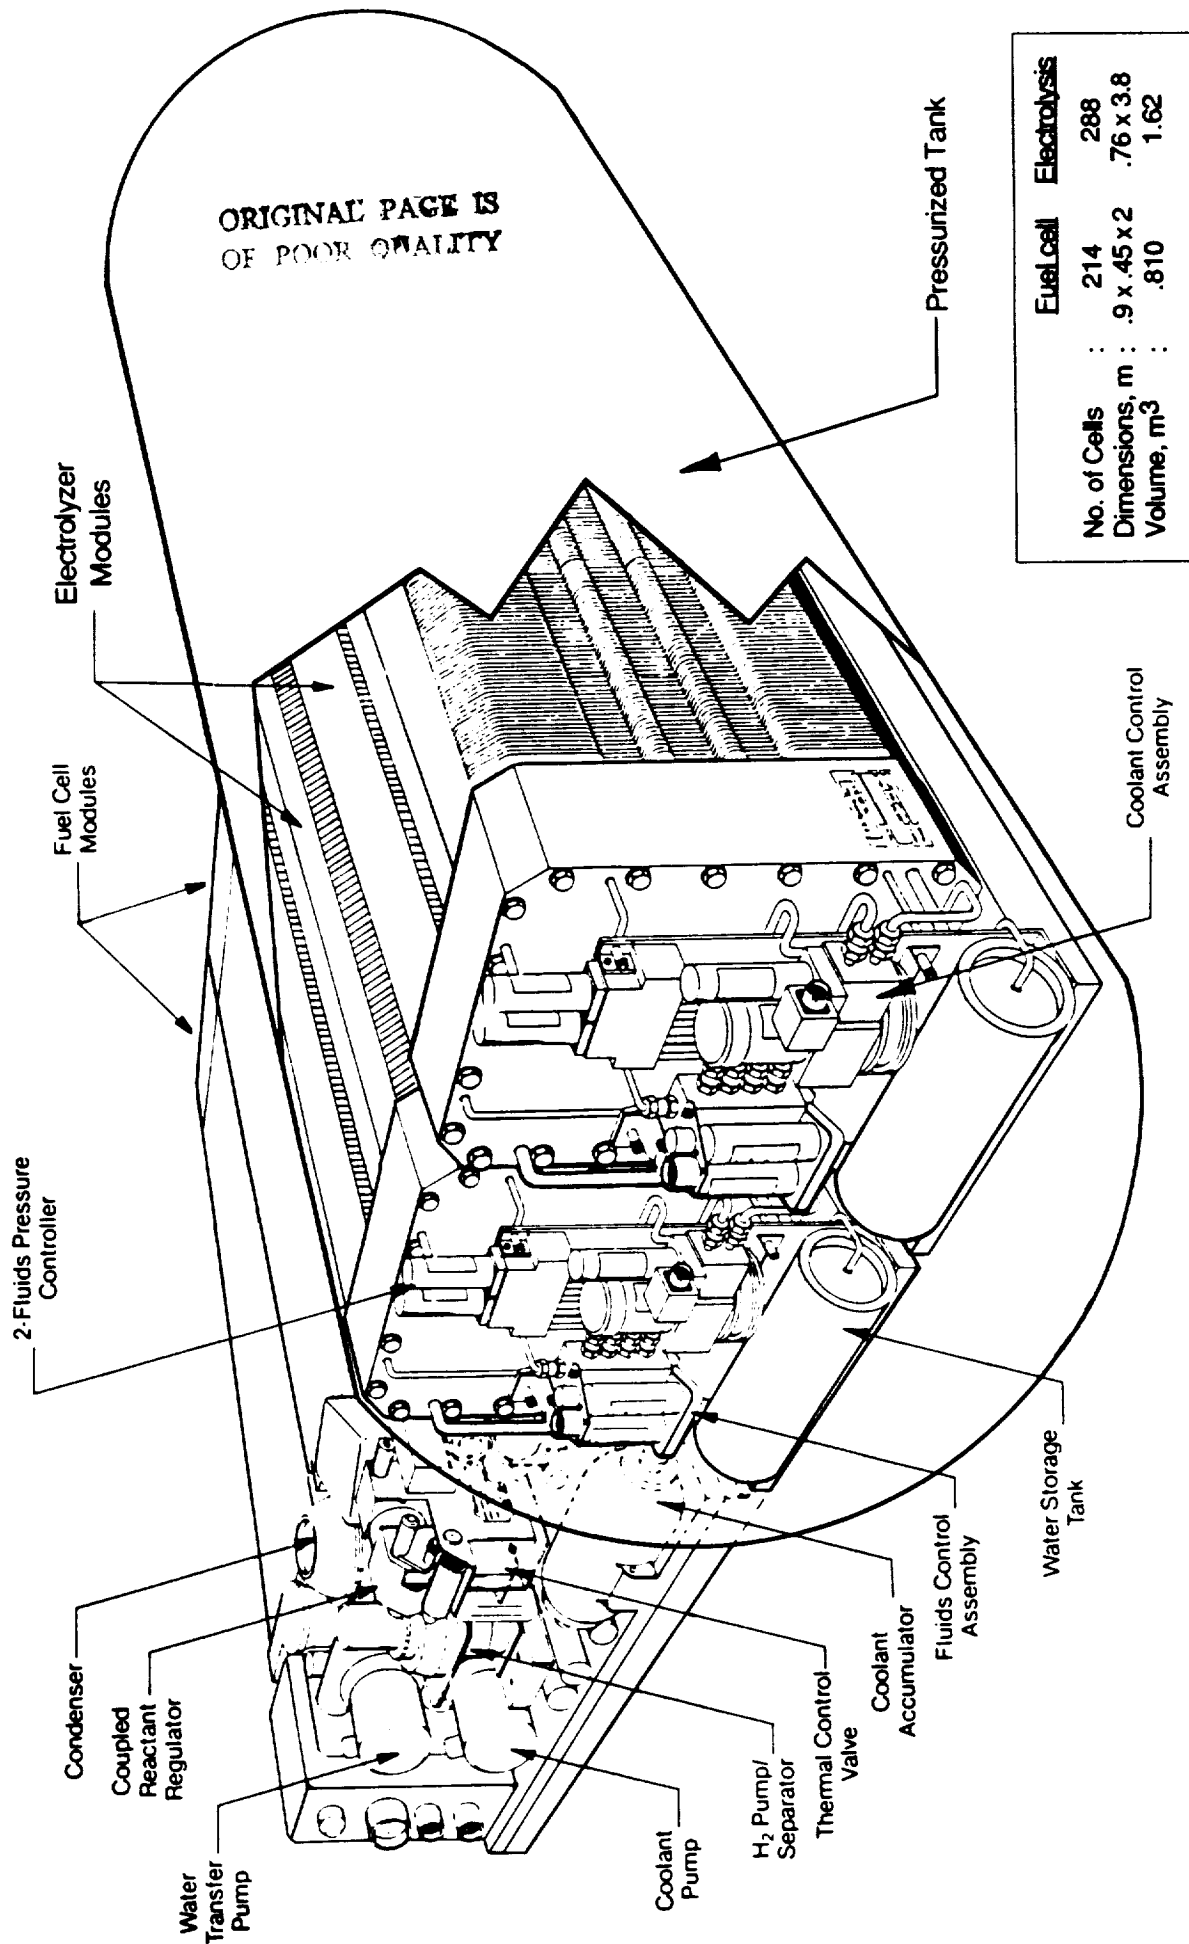 2-Fluids Pressure
Controller
Fuel Cell
Modules
Electrolyzer
Modules
ORIGINAL PAGE IS
OF POOR QUALITY
Pressurized Tank
Condenser
Coupled
Reactant
Regulator
Water
Transfer
Pump
Coolant
Pump
H₂ Pump/
Separator
Thermal Control
Valve
Coolant
Accumulator
Fluids Control
Assembly
Water Storage
Tank
Coolant Control
Assembly
Fuel cell Electrolysis
No. of Cells : 214 288
Dimensions, m : .9 x .45 x 2 .76 x 3.8
Volume, m³ : .810 1.62